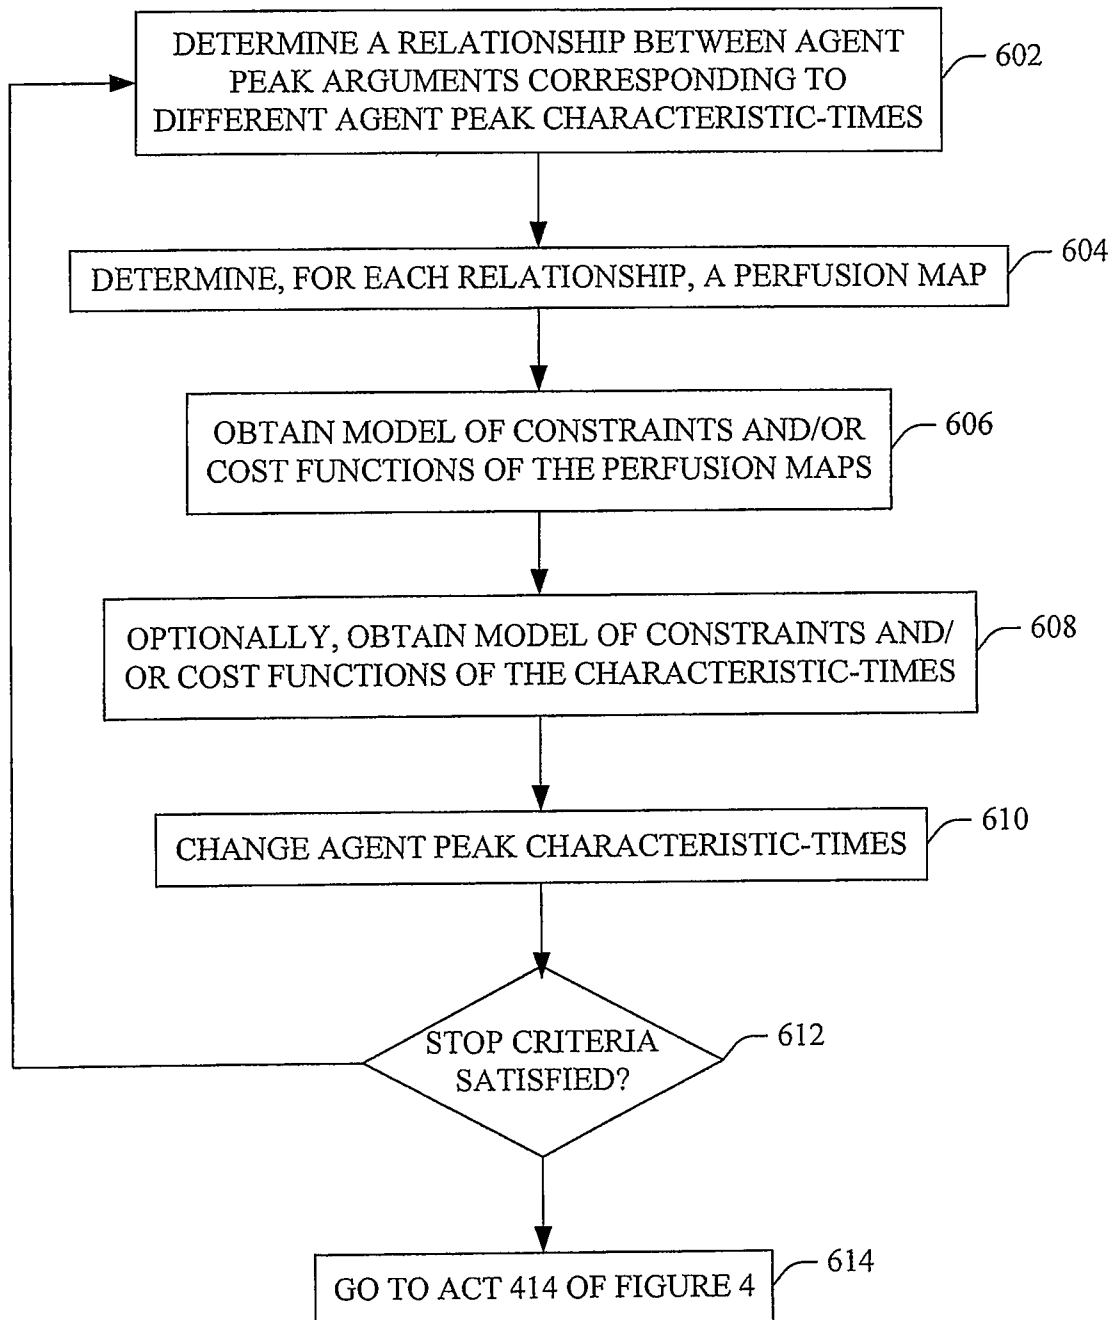 DETERMINE A RELATIONSHIP BETWEEN AGENT
PEAK ARGUMENTS CORRESPONDING TO
DIFFERENT AGENT PEAK CHARACTERISTIC-TIMES
602
DETERMINE, FOR EACH RELATIONSHIP, A PERFUSION MAP
604
OBTAIN MODEL OF CONSTRAINTS AND/OR
COST FUNCTIONS OF THE PERFUSION MAPS
606
OPTIONALLY, OBTAIN MODEL OF CONSTRAINTS AND/
OR COST FUNCTIONS OF THE CHARACTERISTIC-TIMES
608
CHANGE AGENT PEAK CHARACTERISTIC-TIMES
610
STOP CRITERIA
SATISFIED?
612
GO TO ACT 414 OF FIGURE 4
614